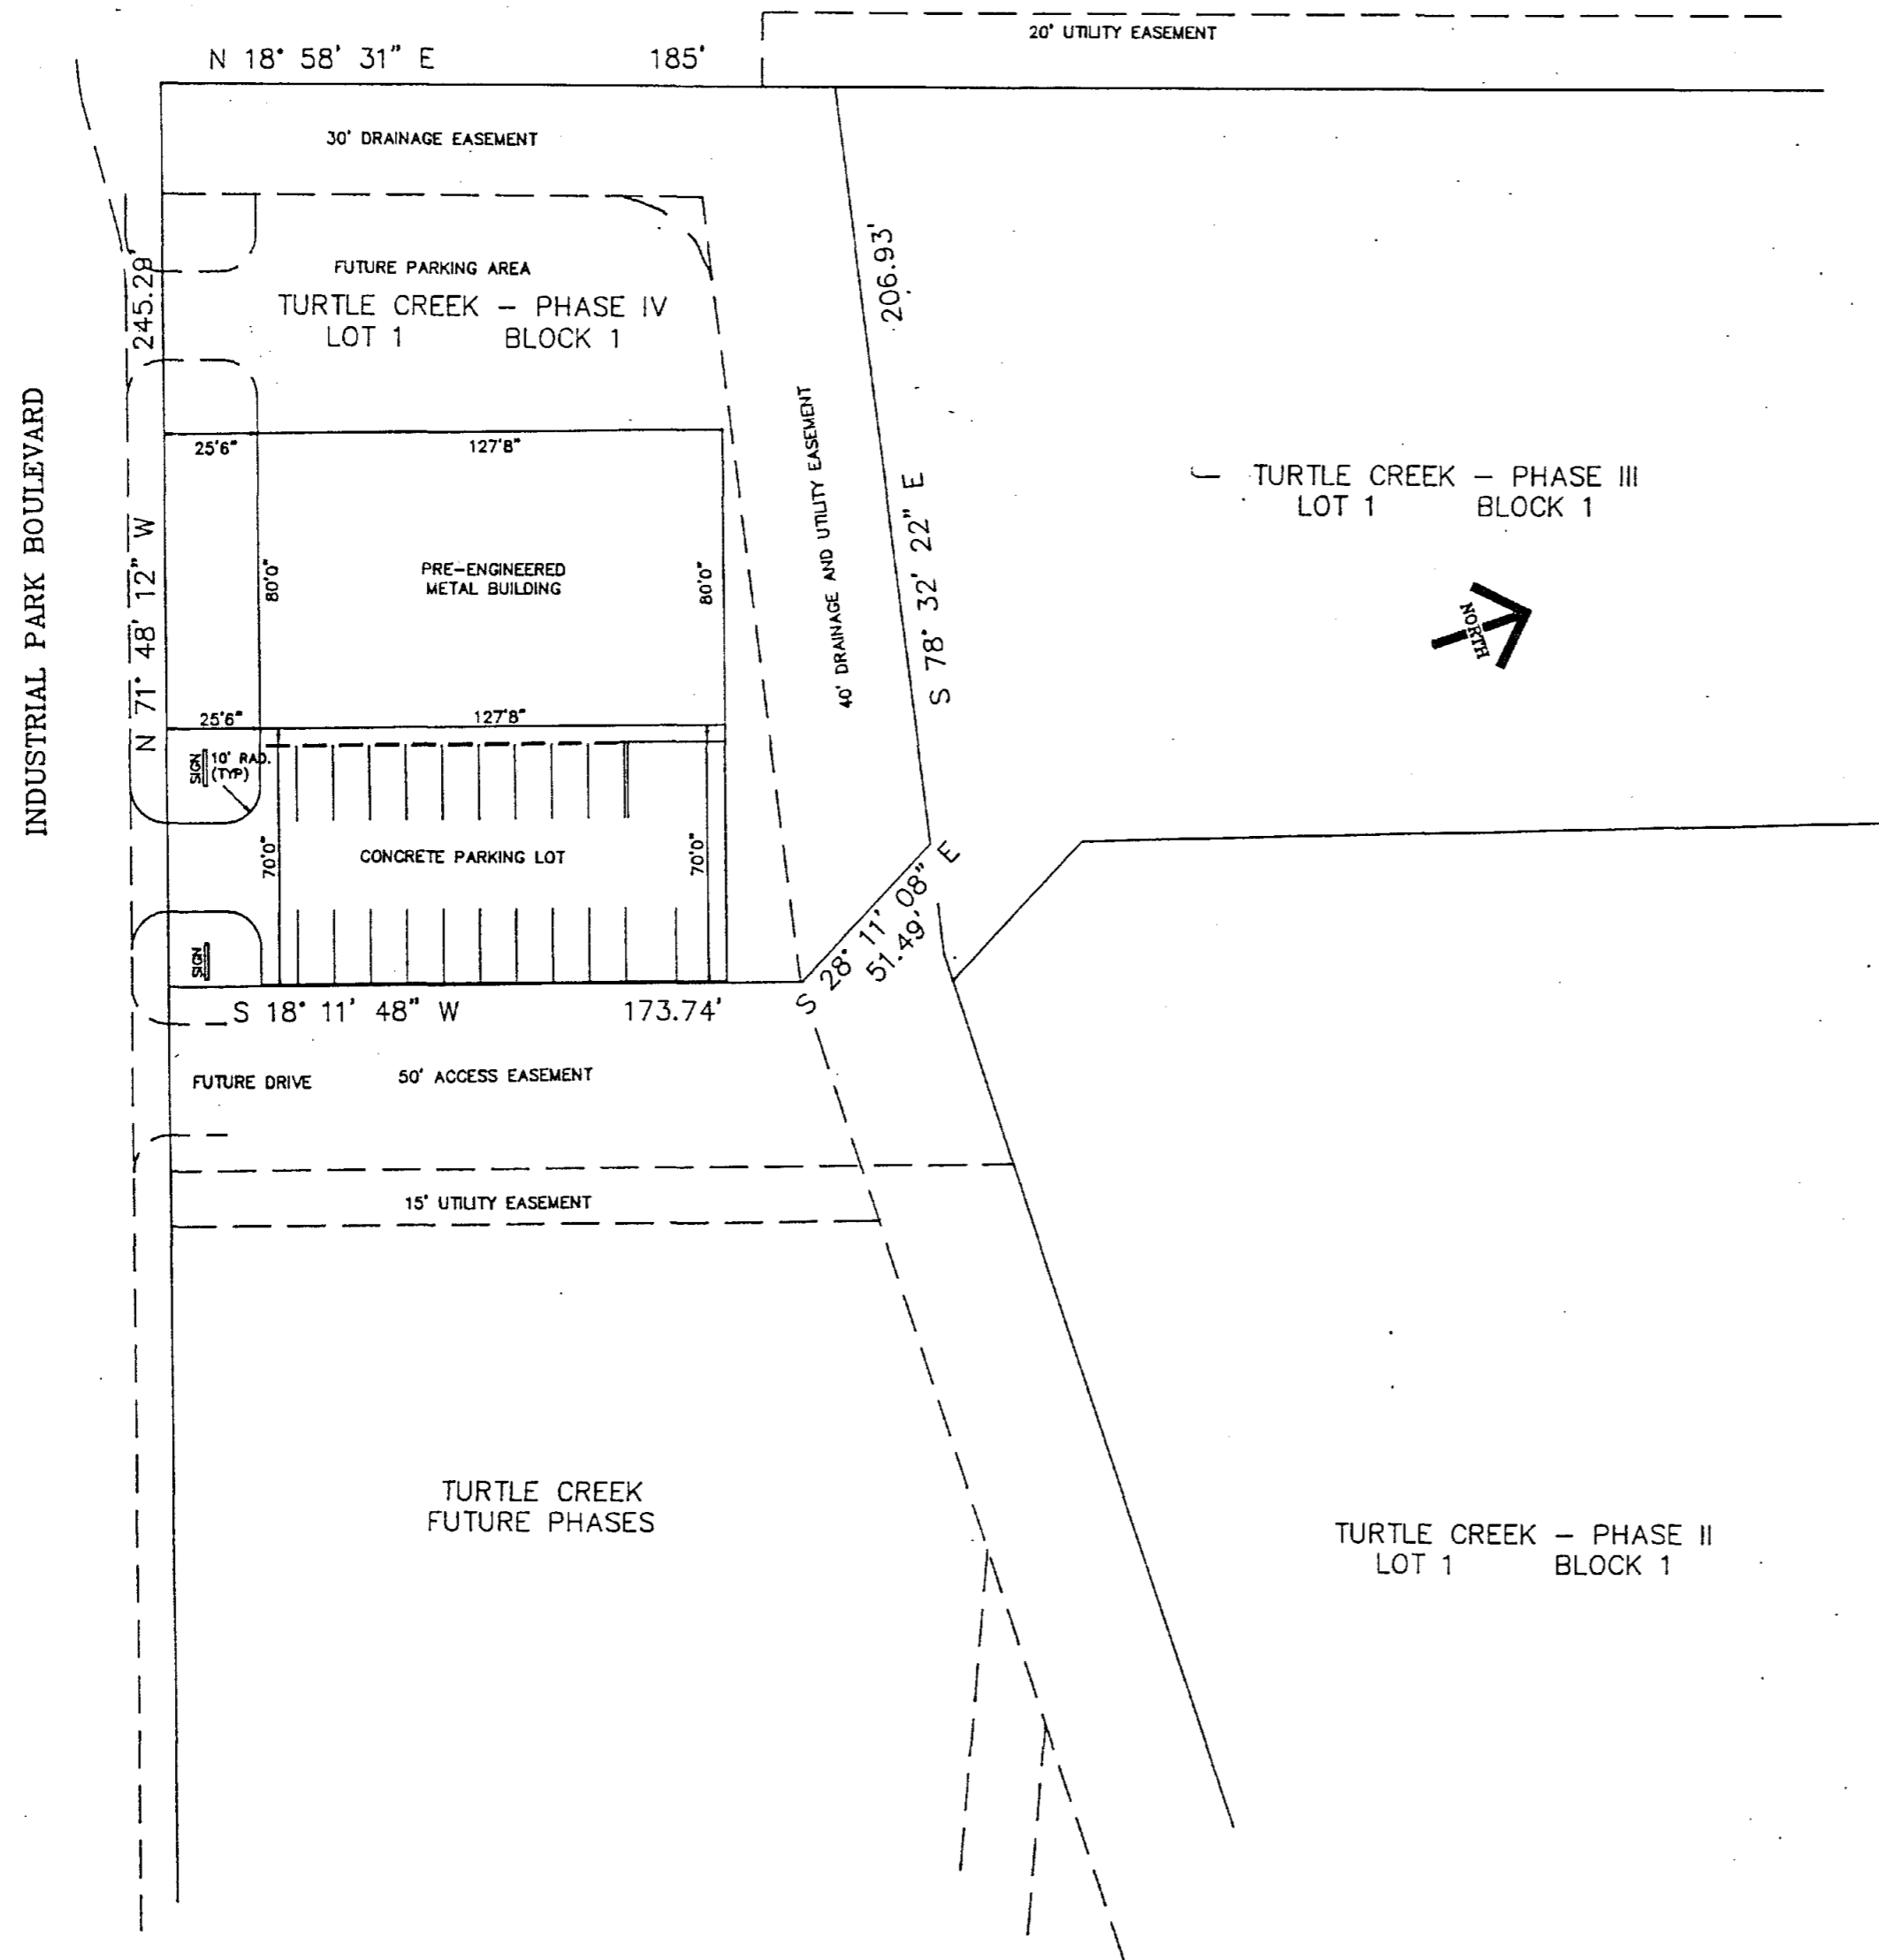 20' UTILITY EASEMENT
N 18° 58' 31" E 185'
30' DRAINAGE EASEMENT
245.29'
206.93'
FUTURE PARKING AREA
TURTLE CREEK – PHASE IV
LOT 1 BLOCK 1
INDUSTRIAL PARK BOULEVARD
N 71° 48' 12" W
25'6"
127'8"
40' DRAINAGE AND UTILITY EASEMENT
S 78° 32' 22" E
TURTLE CREEK – PHASE III
LOT 1 BLOCK 1
80'0"
PRE-ENGINEERED
METAL BUILDING
80'0"
NORTH
25'6"
127'8"
SIGN
10' RAD.
(TYP)
70'0"
CONCRETE PARKING LOT
70'0"
SIGN
S 28° 11' 08" E
51.49'
S 18° 11' 48" W 173.74'
FUTURE DRIVE
50' ACCESS EASEMENT
15' UTILITY EASEMENT
TURTLE CREEK
FUTURE PHASES
TURTLE CREEK – PHASE II
LOT 1 BLOCK 1